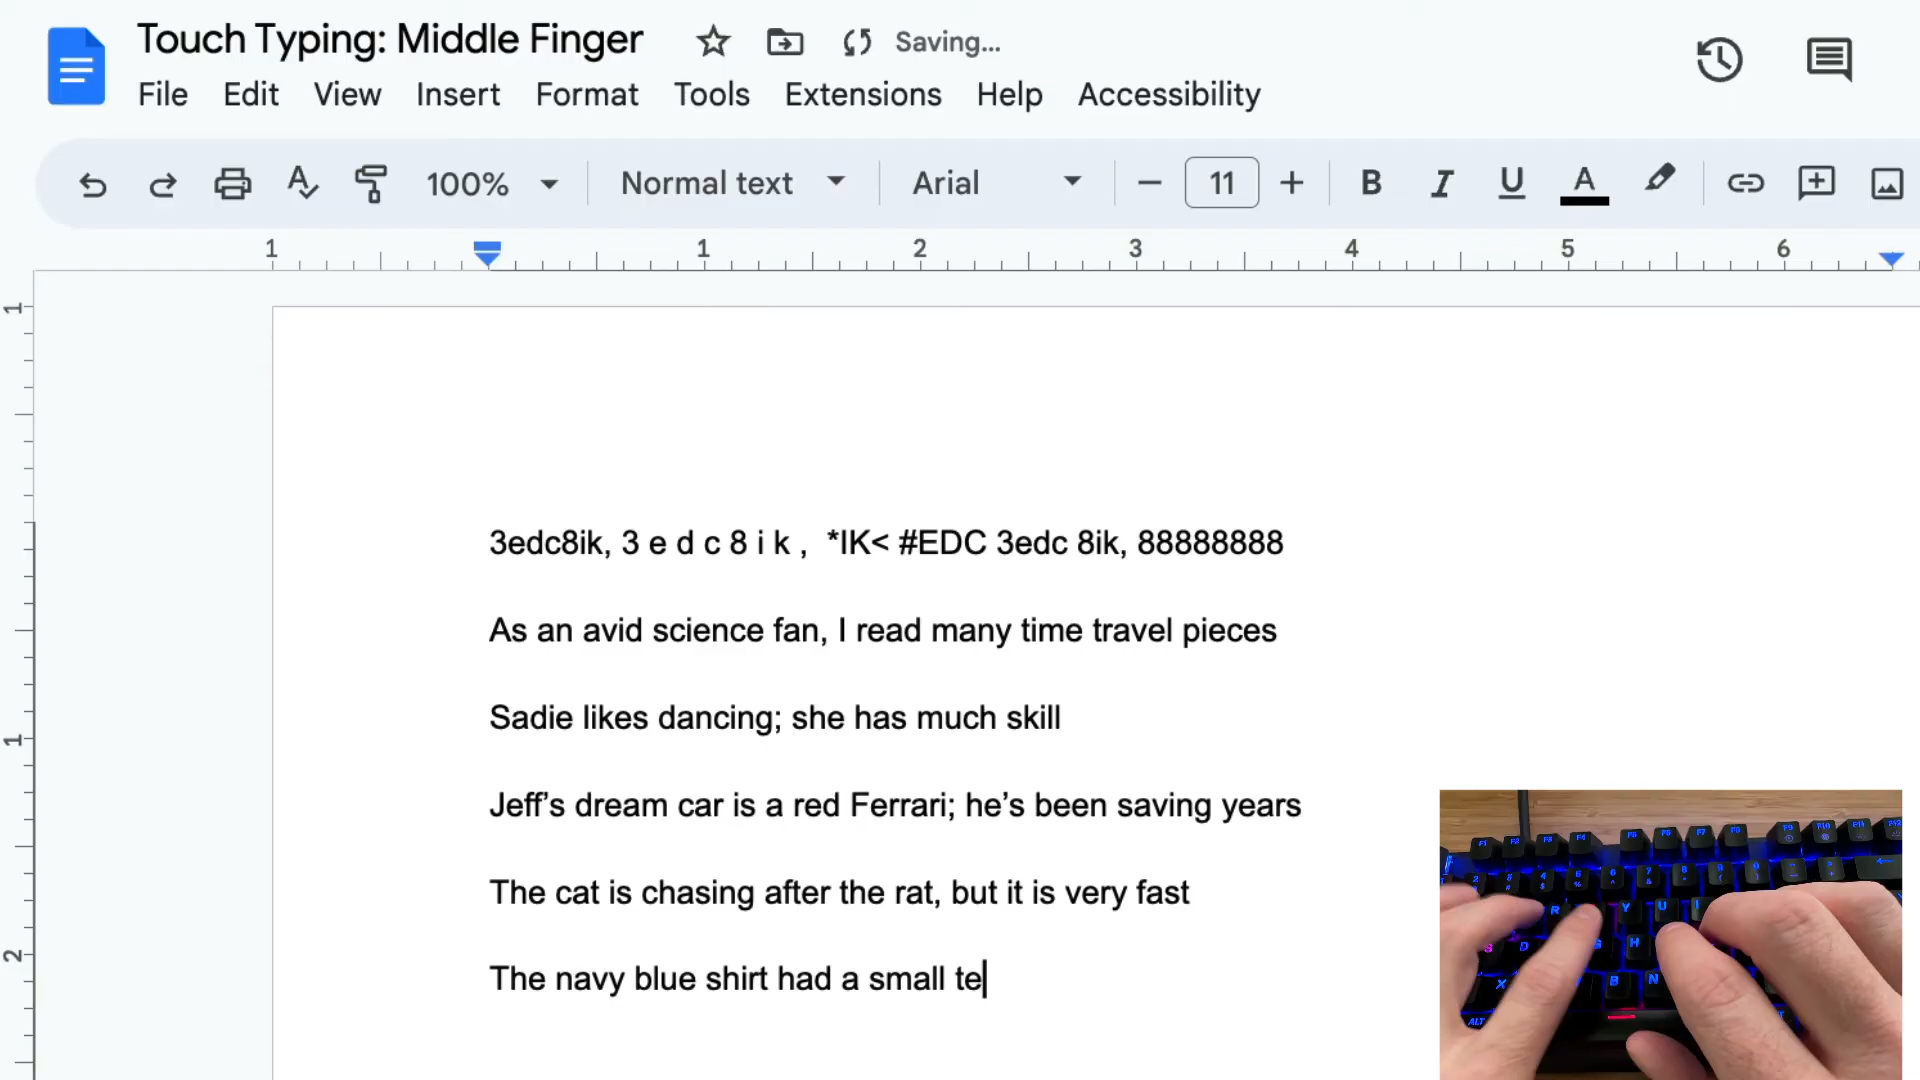 Touch Typing: Middle Finger Saving...
File Edit View Insert Format Tools Extensions Help Accessibility
100% Normal text Arial 11 B I U A
1 1 2 3 4 5 6
1
1
2
3edc8ik, 3 e d c 8 i k ,  *IK< #EDC 3edc 8ik, 88888888
As an avid science fan, I read many time travel pieces
Sadie likes dancing; she has much skill
Jeff’s dream car is a red Ferrari; he’s been saving years
The cat is chasing after the rat, but it is very fast
The navy blue shirt had a small te
R Y U
D H
X B N
ALT